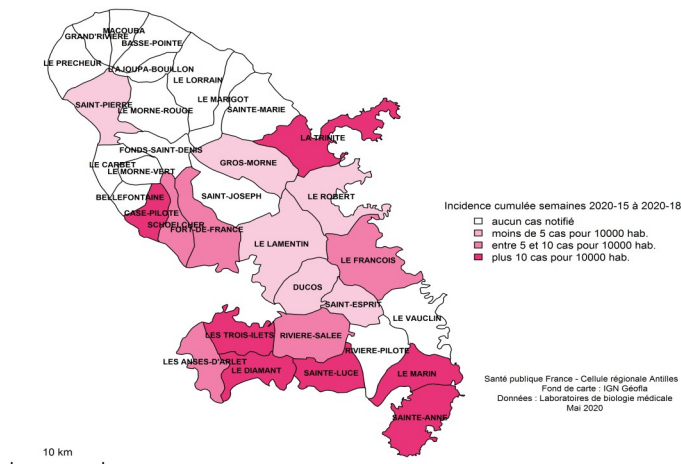 MACOUBA
GRAND'RIVIERE
BASSE-POINTE
LE PRECHEUR
L'AJOUPA-BOUILLON
LE LORRAIN
LE MARIGOT
SAINT-PIERRE
LE MORNE-ROUGE
SAINTE-MARIE
LA TRINITE
FONDS-SAINT-DENIS
GROS-MORNE
LE CARBET
LE MORNE-VERT
BELLEFONTAINE
SAINT-JOSEPH
LE ROBERT
CASE-PILOTE
SCHOELCHER
FORT-DE-FRANCE
LE LAMENTIN
LE FRANCOIS
DUCOS
SAINT-ESPRIT
LE VAUCLIN
LES TROIS-ILETS
RIVIERE-SALEE
RIVIERE-PILOTE
LES ANSES-D'ARLET
LE DIAMANT
SAINTE-LUCE
LE MARIN
SAINTE-ANNE
Incidence cumulée semaines 2020-15 à 2020-18
aucun cas notifié
moins de 5 cas pour 10000 hab.
entre 5 et 10 cas pour 10000 hab.
plus 10 cas pour 10000 hab.
Santé publique France - Cellule régionale Antilles
Fond de carte : IGN Géofla
Données : Laboratoires de biologie médicale
Mai 2020
10 km